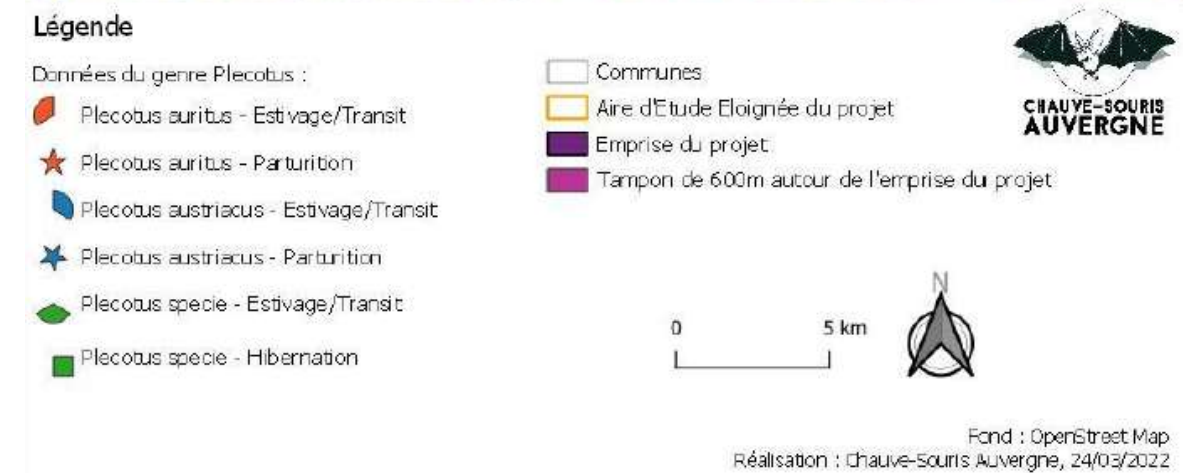 Légende
Données du genre Plecotus :
Plecotus auritus - Estivage/Transit
Plecotus auritus - Parturition
Plecotus austriacus - Estivage/Transit
Plecotus austriacus - Parturition
Plecotus specie - Estivage/Transit
Plecotus specie - Hibernation
Communes
Aire d'Etude Eloignée du projet
Emprise du projet
Tampon de 600m autour de l'emprise du projet
CHAUVE-SOURIS
AUVERGNE
N
0 5 km
Fond : OpenStreet Map
Réalisation : Chauve-Souris Auvergne, 24/03/2022